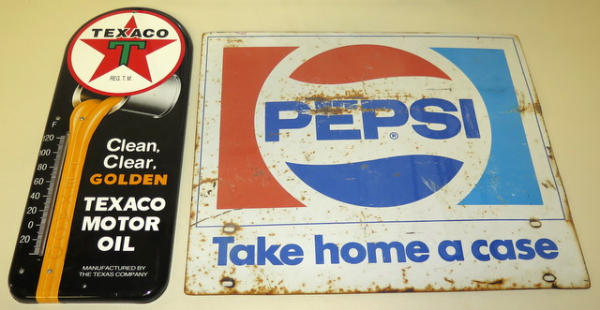 TEXACO
T
REG. T.M.
F
120
100
80
60
40
20
0
20
Clean,
Clear,
GOLDEN
TEXACO
MOTOR
OIL
MANUFACTURED BY
THE TEXAS COMPANY
PEPSI®
Take home a case